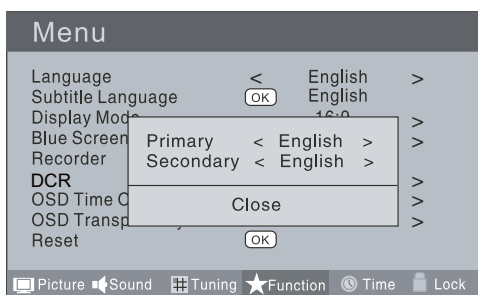 Menu
Language < English >
Subtitle Language OK English
Display Mode 16:9 >
Blue Screen >
Recorder
DCR >
OSD Time O >
OSD Transp >
Reset OK
Primary < English >
Secondary < English >
Close
Picture Sound Tuning Function Time Lock